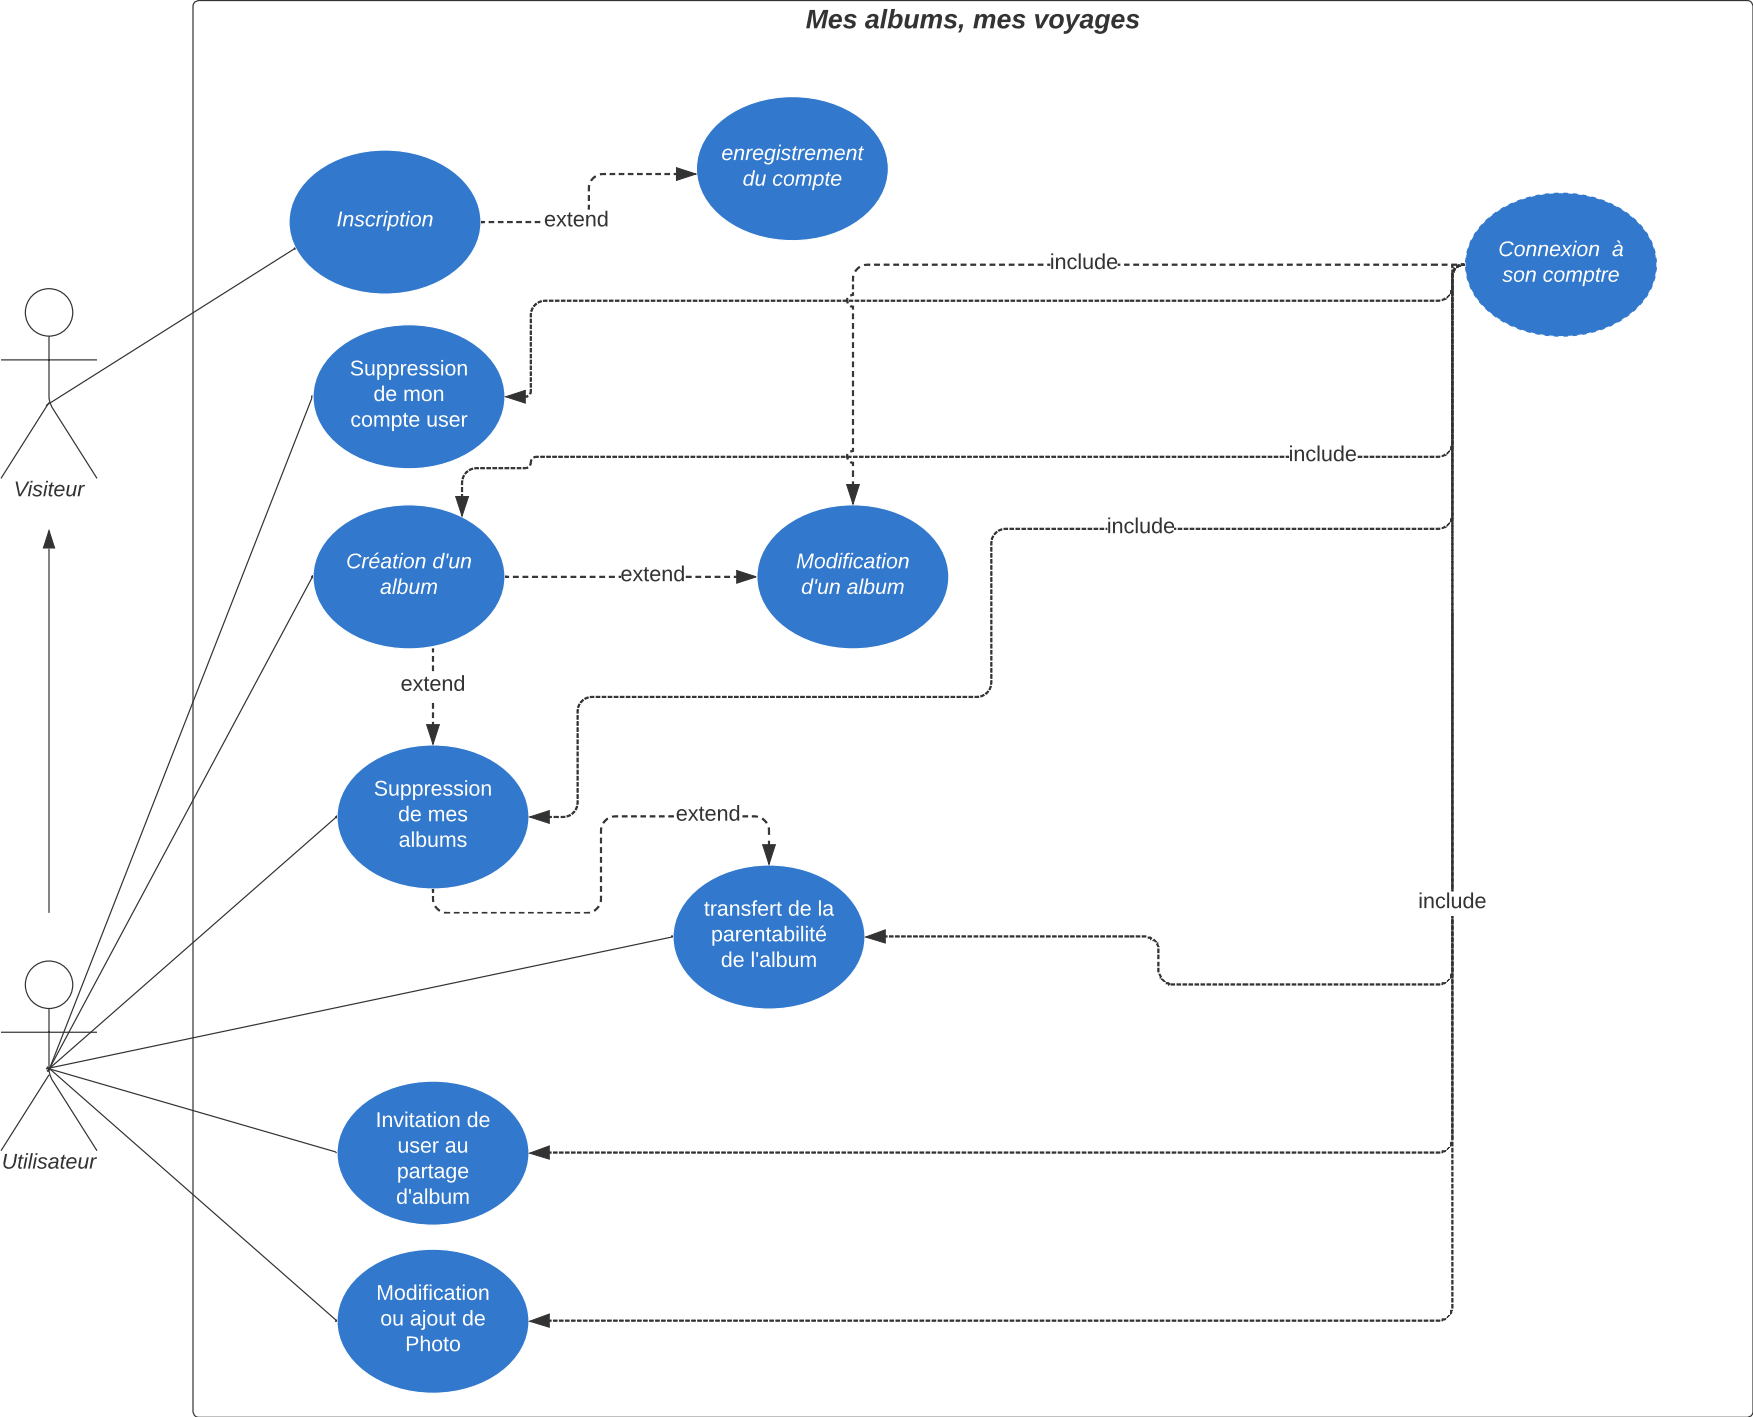 Mes albums, mes voyages
enregistrement
du compte
Inscription
extend
Connexion à
son comptre
include
Suppression
de mon
compte user
include
Visiteur
include
Création d'un
album
extend
Modification
d'un album
extend
Suppression
de mes
albums
extend
transfert de la
parentabilité
de l'album
include
Invitation de
user au
partage
d'album
Utilisateur
Modification
ou ajout de
Photo